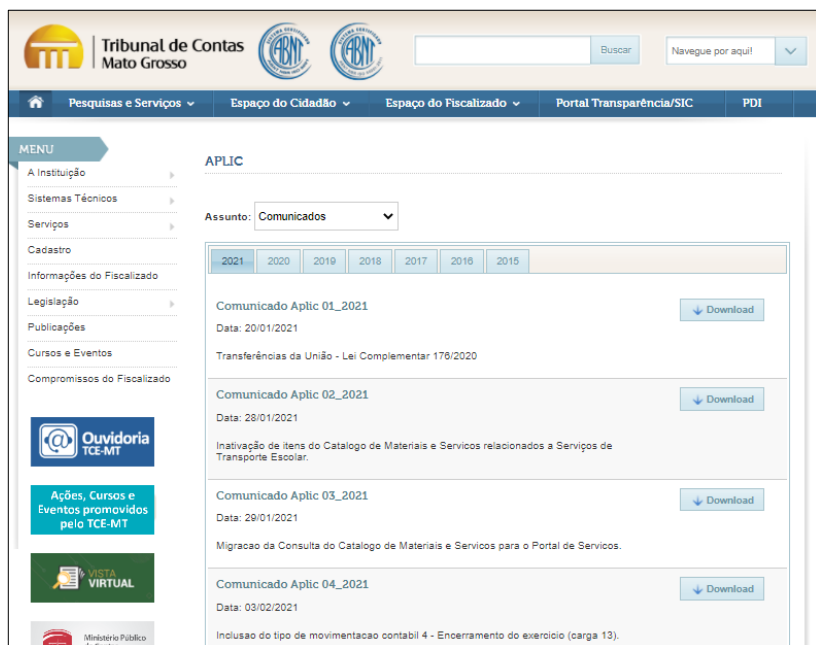 Tribunal de Contas
Mato Grosso
ABNT
ABNT
Buscar
Navegue por aqui!
Pesquisas e Serviços
Espaço do Cidadão
Espaço do Fiscalizado
Portal Transparência/SIC
PDI
MENU
A Instituição
Sistemas Técnicos
Serviços
Cadastro
Informações do Fiscalizado
Legislação
Publicações
Cursos e Eventos
Compromissos do Fiscalizado
Ouvidoria
TCE-MT
Ações, Cursos e
Eventos promovidos
pelo TCE-MT
VISTA
VIRTUAL
Ministério Público
APLIC
Assunto: Comunicados
2021 2020 2019 2018 2017 2016 2015
Comunicado Aplic 01_2021
Download
Data: 20/01/2021
Transferências da União - Lei Complementar 176/2020
Comunicado Aplic 02_2021
Download
Data: 28/01/2021
Inativação de itens do Catalogo de Materiais e Servicos relacionados a Serviços de
Transporte Escolar.
Comunicado Aplic 03_2021
Download
Data: 29/01/2021
Migracao da Consulta do Catalogo de Materiais e Servicos para o Portal de Servicos.
Comunicado Aplic 04_2021
Download
Data: 03/02/2021
Inclusao do tipo de movimentacao contabil 4 - Encerramento do exercicio (carga 13).